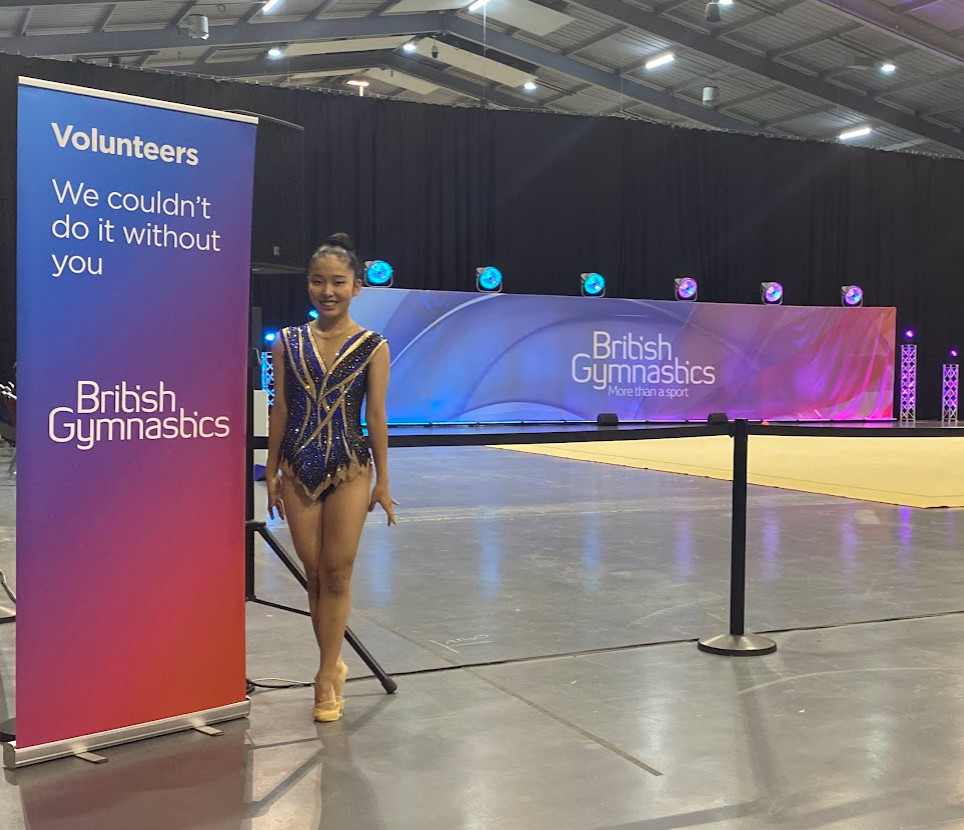 Volunteers
We couldn't
do it without
you
British
Gymnastics
British
Gymnastics
More than a sport